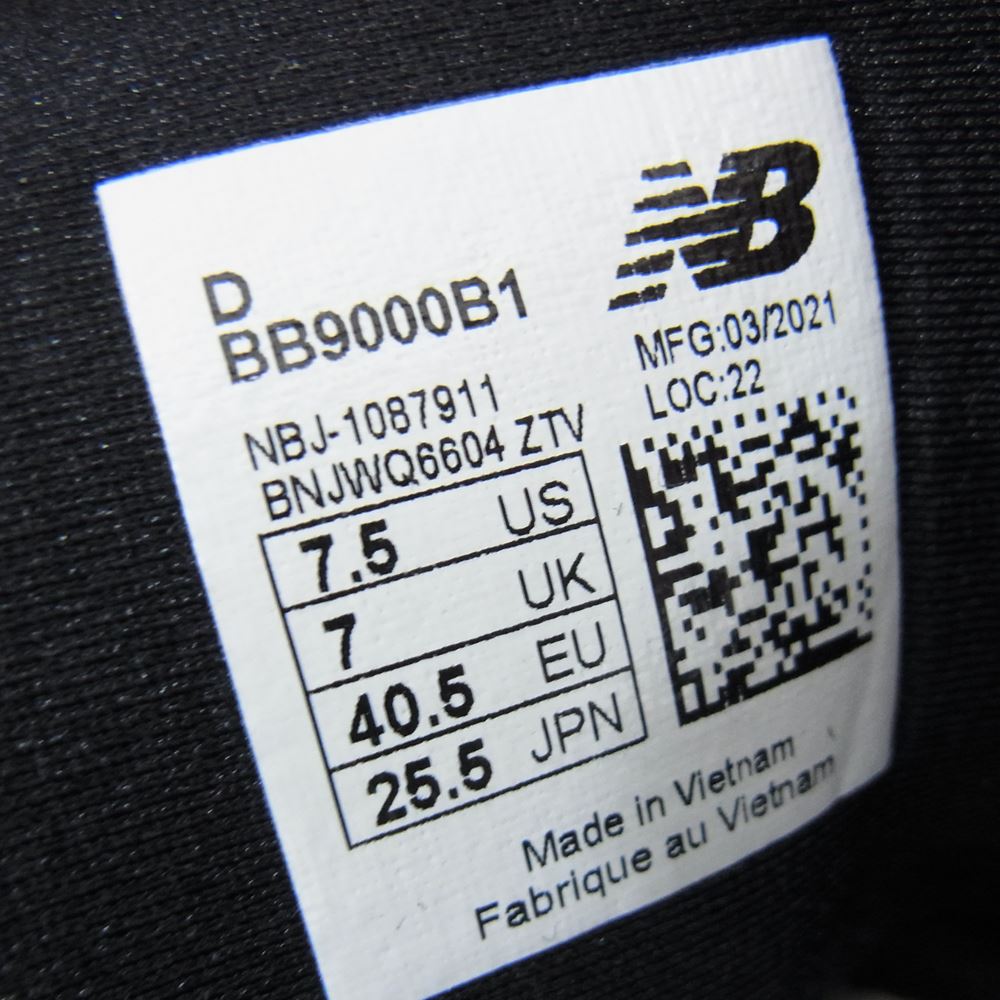 NB
D
BB9000B1
MFG:03/2021
LOC:22
NBJ-1087911
BNJWQ6604 ZTV
7.5 US
7 UK
40.5 EU
25.5 JPN
Made in Vietnam
Fabrique au Vietnam